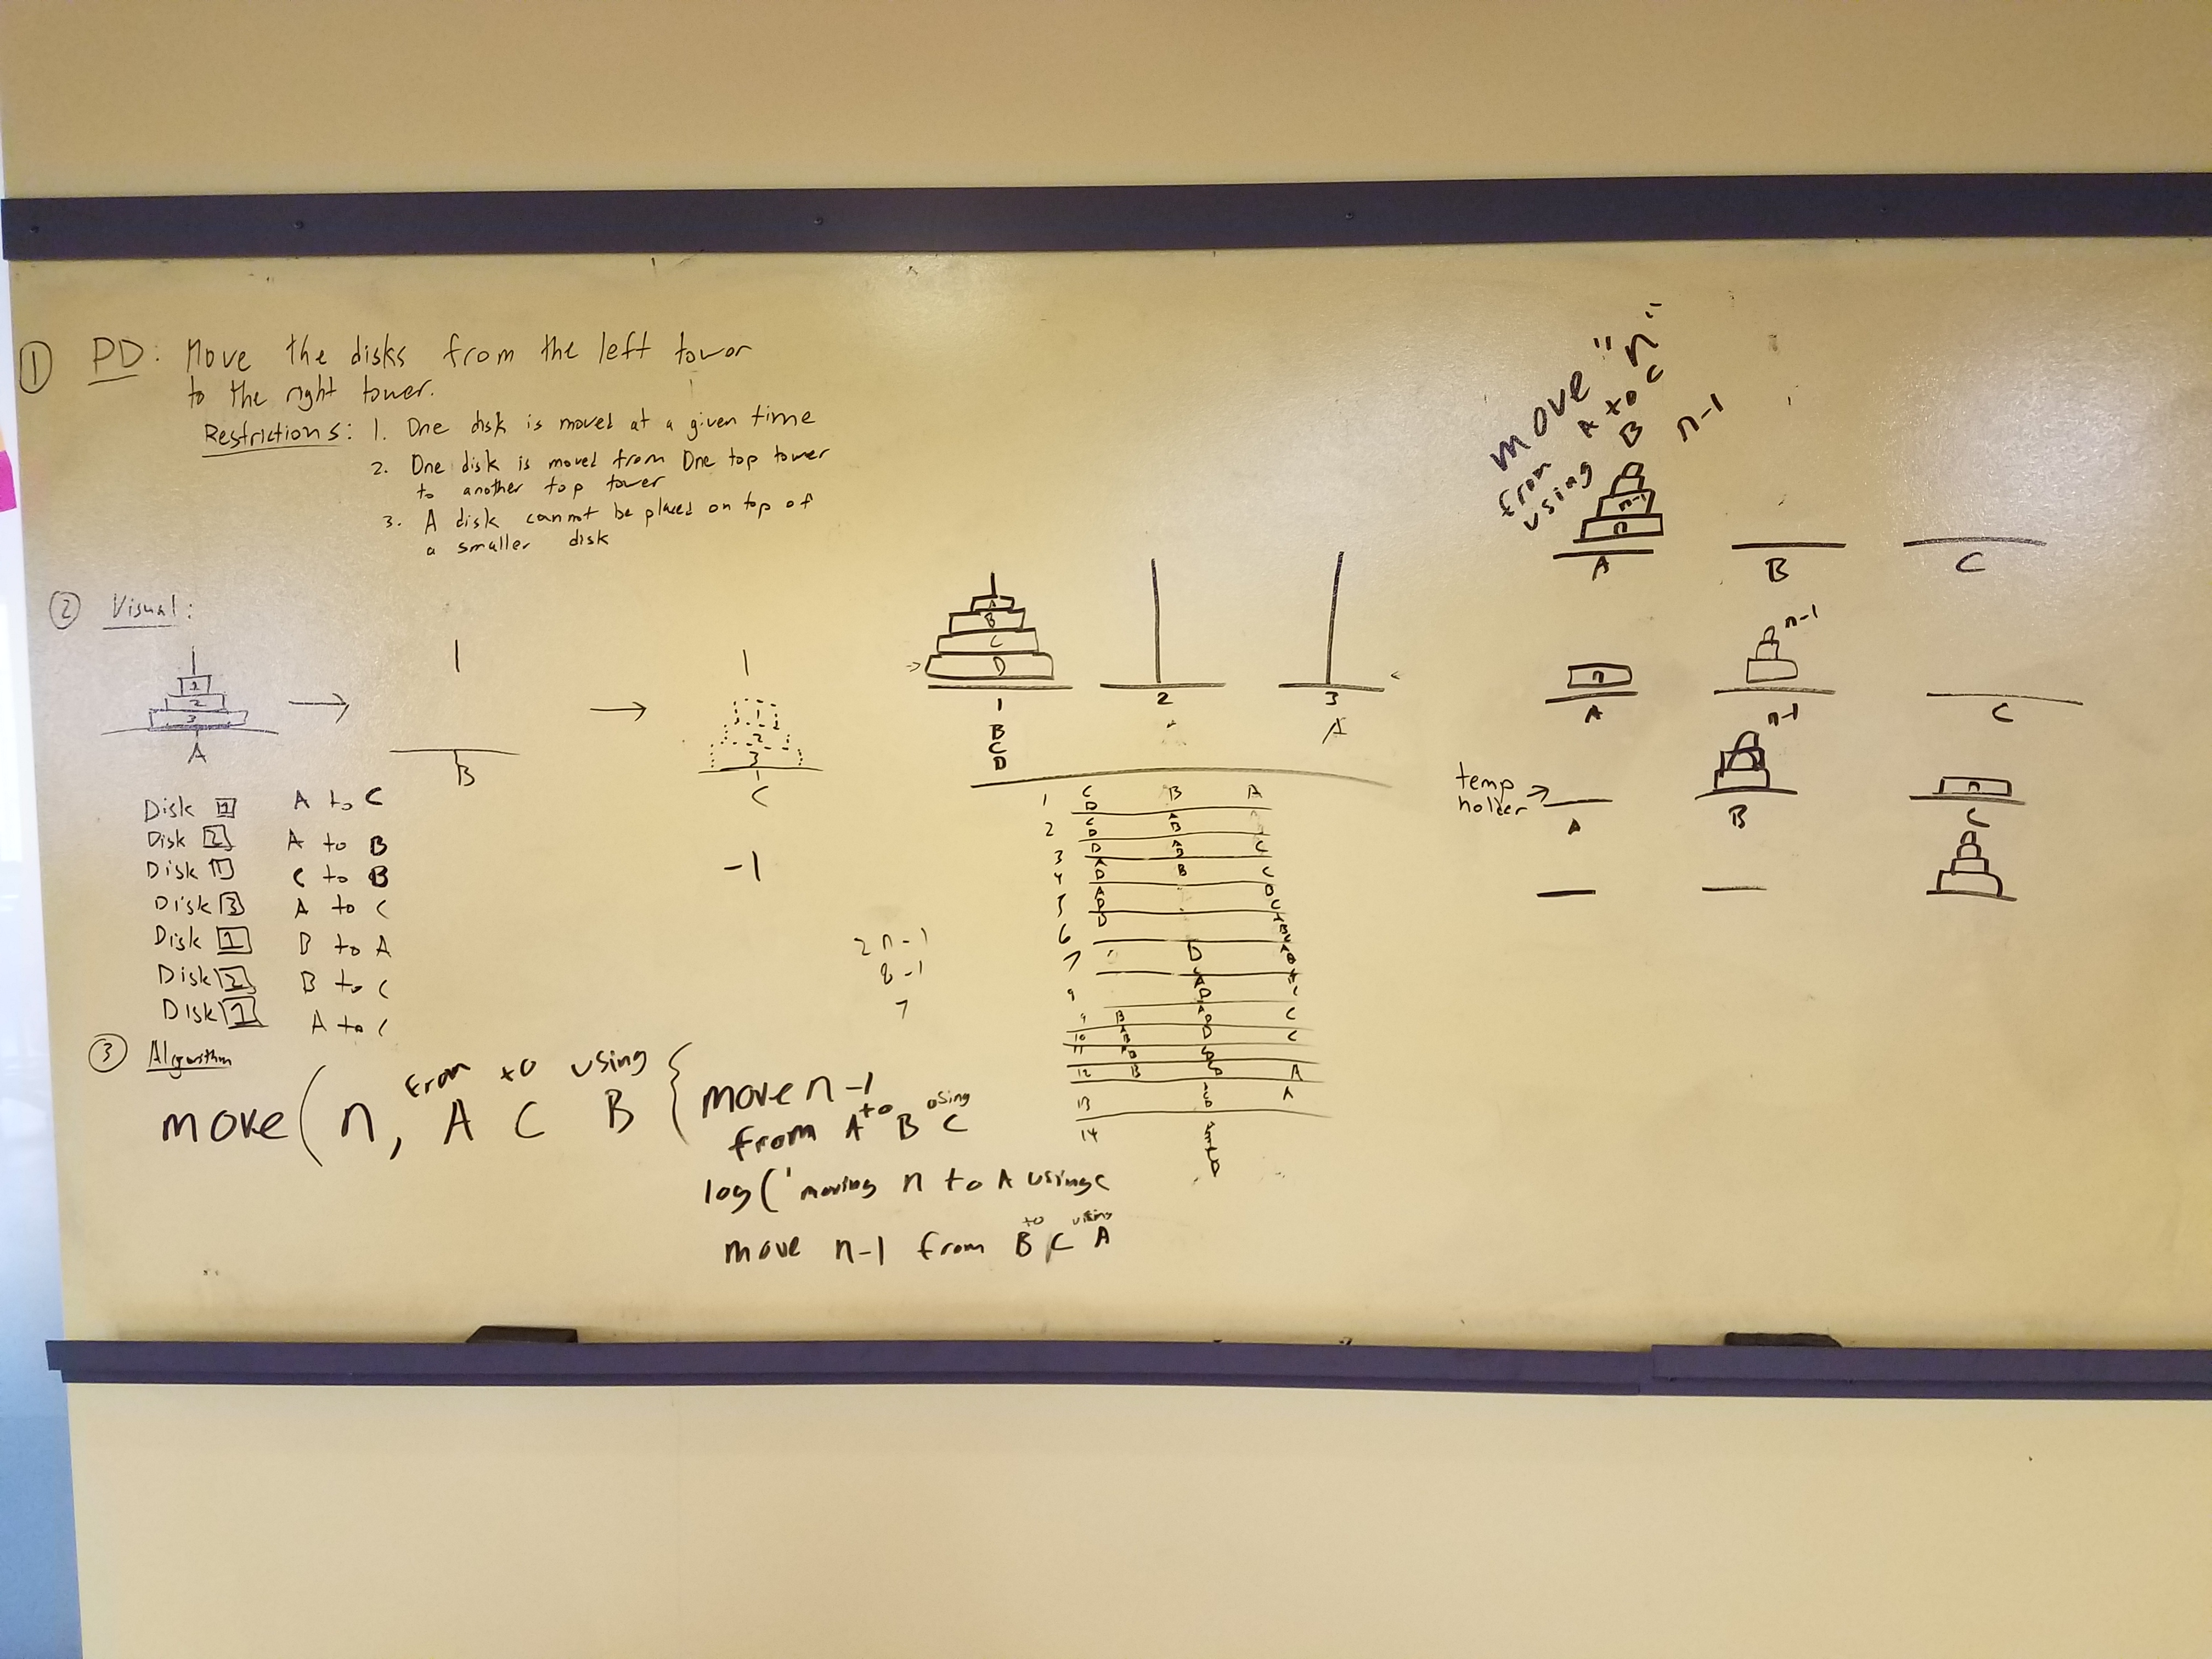 ① PD: Move the disks from the left tower
to the right tower.
Restrictions: 1. One disk is moved at a given time
2. One disk is moved from One top tower
to another top tower
3. A disk cannot be placed on top of
a smaller disk
② Visual:
2
3
A
B
1
2
3
C
Disk 1 A to C
Disk 2 A to B
Disk 1 C to B
Disk 3 A to C
Disk 1 B to A
Disk 2 B to C
Disk 1 A to C
-1
2n-1
8-1
7
③ Algorithm
from to using
move (n, A C B { move n-1
to using
from A B C
log ('moving n to A using C
to using
move n-1 from B C A
A
B
C
D
1 2 3
B A
C
D
1 C B A
D
2 C A
D B
3 D A C
B
4 A B C
D
5
6
7 D
9
9 B A C
D
10
11
12 B A
13 A
14
move "n"
from A to C
using B n-1
n-1
n
A B C
n n-1
A C
n-1
temp
holder n
A B C